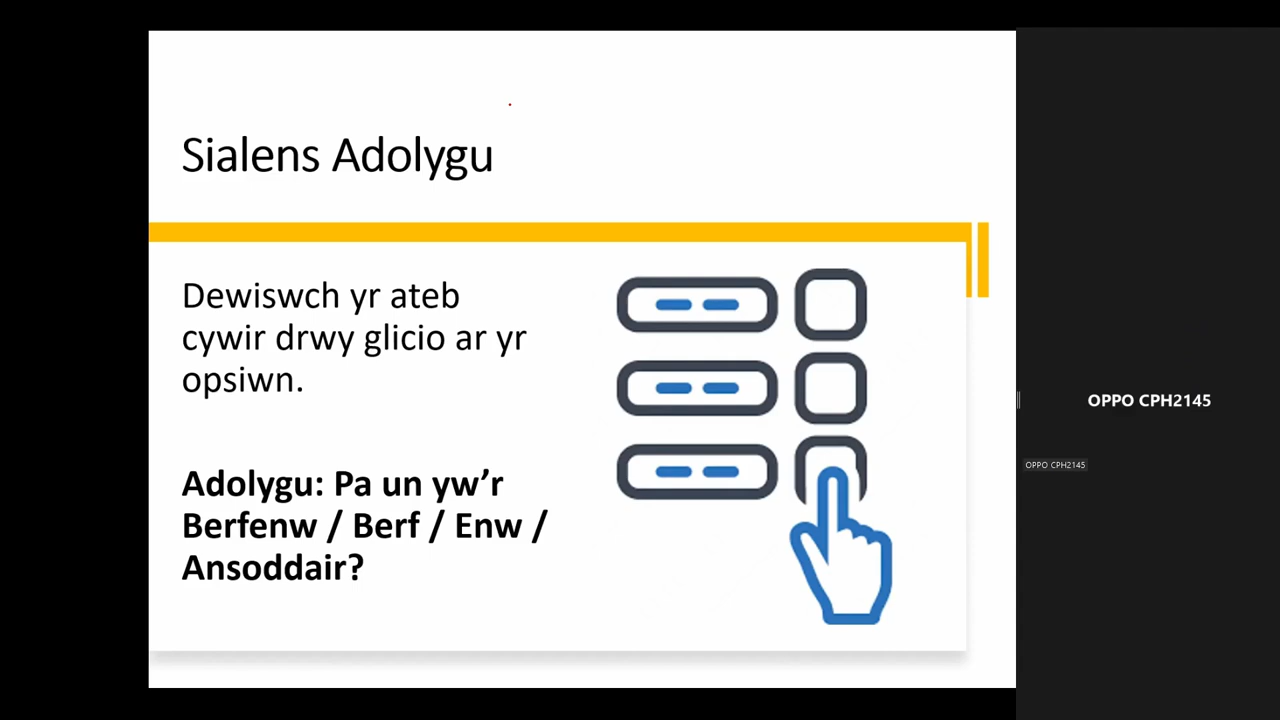 Sialens Adolygu
Dewiswch yr ateb
cywir drwy glicio ar yr
opsiwn.
Adolygu: Pa un yw’r
Berfenw / Berf / Enw /
Ansoddair?
OPPO CPH2145
OPPO CPH2145